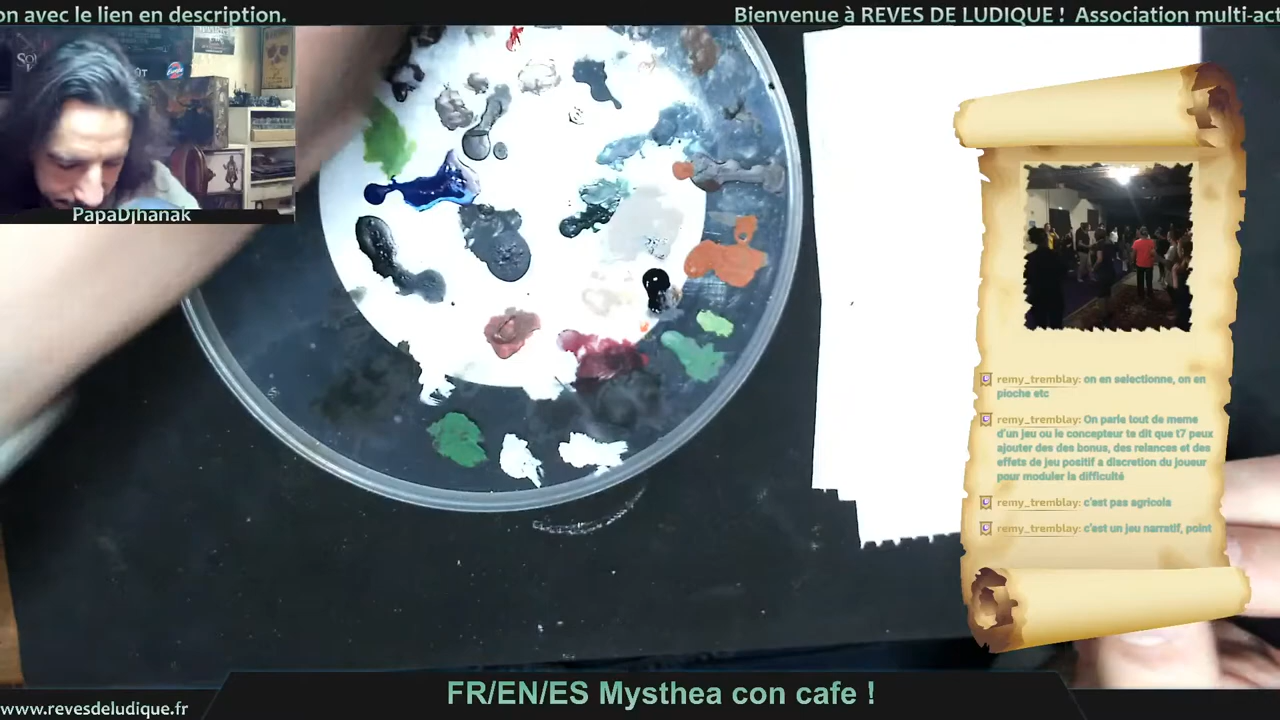 on avec le lien en description.
Bienvenue à REVES DE LUDIQUE ! Association multi-act
PapaDjhanak
remy_tremblay: on en selectionne, on en
pioche etc
remy_tremblay: On parle tout de meme
d'un jeu ou le concepteur te dit que t7 peux
ajouter des des bonus, des relances et des
effets de jeu positif a discretion du joueur
pour moduler la difficulté
remy_tremblay: c'est pas agricola
remy_tremblay: c'est un jeu narratif, point
FR/EN/ES Mysthea con cafe !
www.revesdeludique.fr